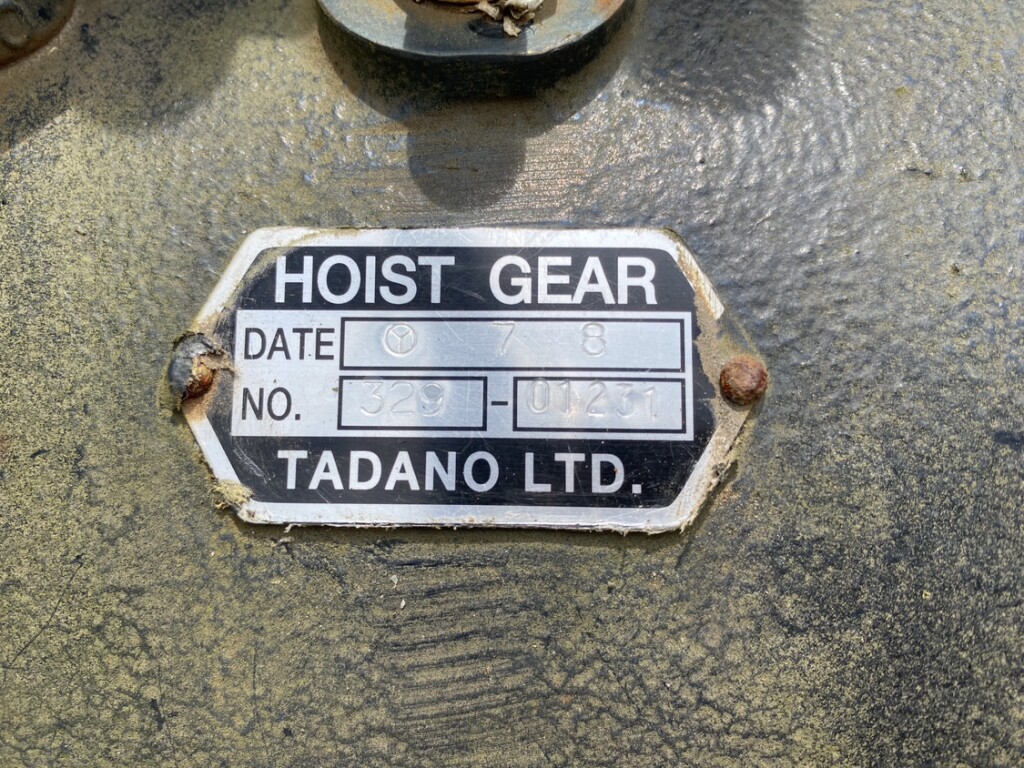 HOIST GEAR
DATE Ⓨ 7 8
NO. 329 - 01231
TADANO LTD.